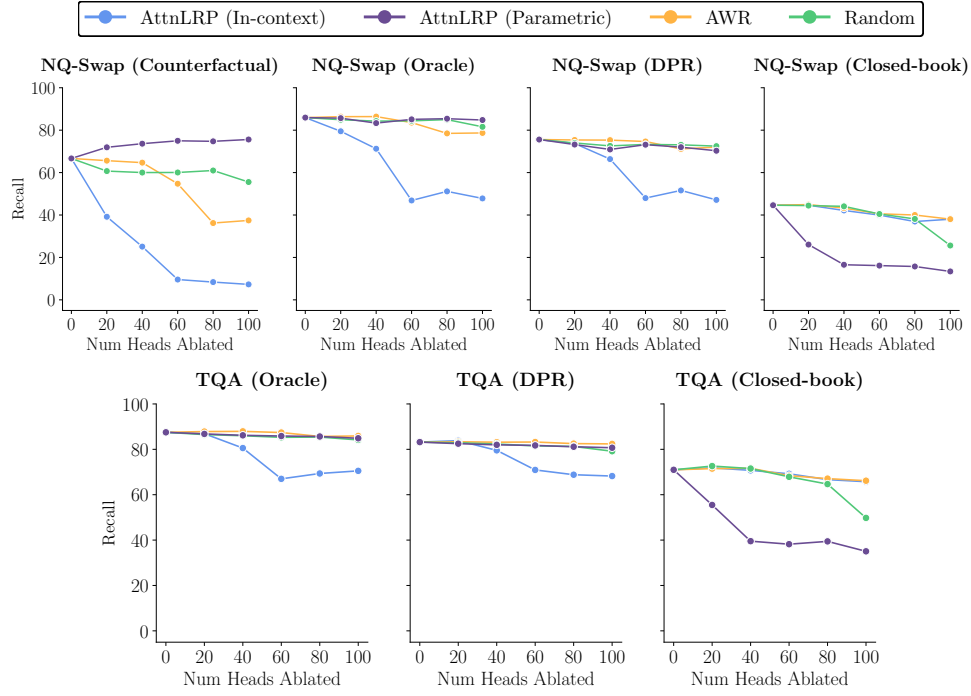 AttnLRP (In-context) AttnLRP (Parametric) AWR Random
NQ-Swap (Counterfactual) NQ-Swap (Oracle) NQ-Swap (DPR) NQ-Swap (Closed-book)
100
80
60
40
20
0
Recall
0 20 40 60 80 100 0 20 40 60 80 100 0 20 40 60 80 100 0 20 40 60 80 100
Num Heads Ablated Num Heads Ablated Num Heads Ablated Num Heads Ablated
TQA (Oracle) TQA (DPR) TQA (Closed-book)
100
80
60
40
20
0
Recall
0 20 40 60 80 100 0 20 40 60 80 100 0 20 40 60 80 100
Num Heads Ablated Num Heads Ablated Num Heads Ablated